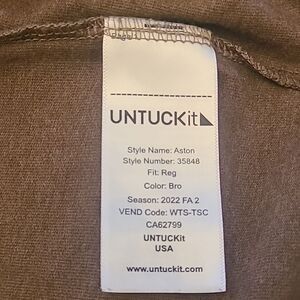 UNTUCKit
Style Name: Aston
Style Number: 35848
Fit: Reg
Color: Bro
Season: 2022 FA 2
VEND Code: WTS-TSC
CA62799
UNTUCKit
USA
www.untuckit.com